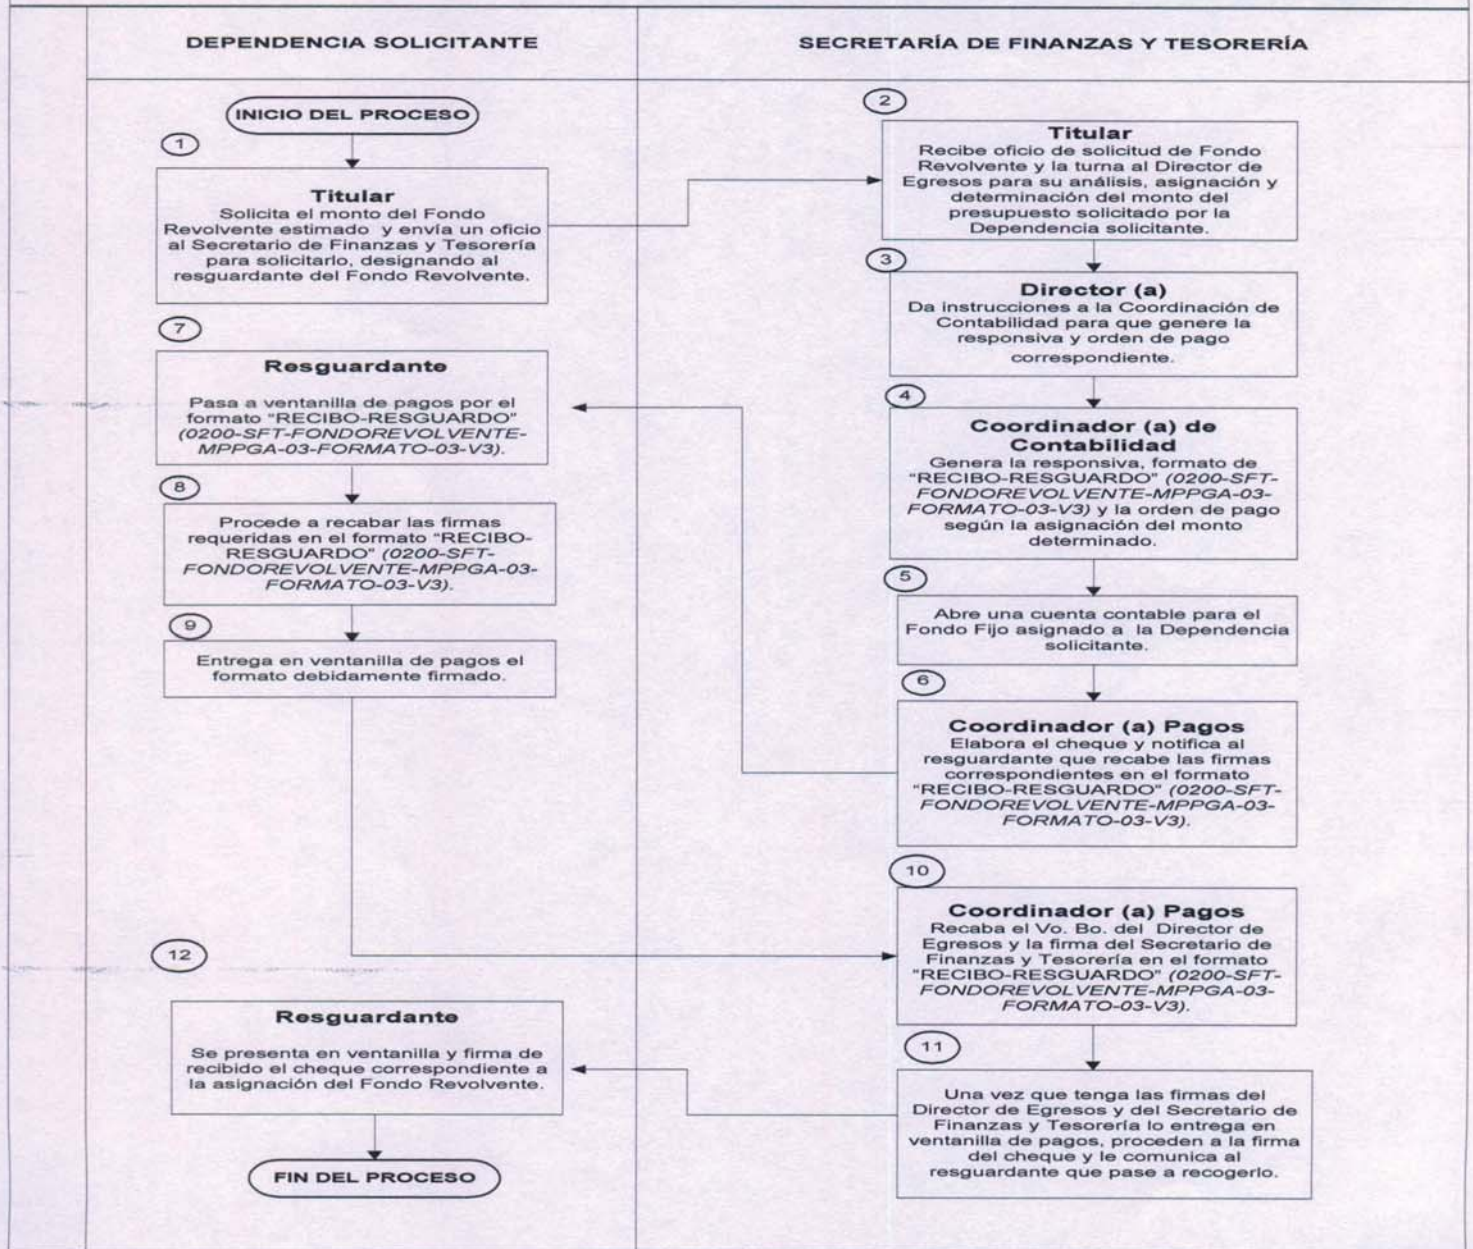 DEPENDENCIA SOLICITANTE
SECRETARÍA DE FINANZAS Y TESORERÍA
INICIO DEL PROCESO
1
Titular
Solicita el monto del Fondo
Revolvente estimado y envía un oficio
al Secretario de Finanzas y Tesorería
para solicitarlo, designando al
resguardante del Fondo Revolvente.
2
Titular
Recibe oficio de solicitud de Fondo
Revolvente y la turna al Director de
Egresos para su análisis, asignación y
determinación del monto del
presupuesto solicitado por la
Dependencia solicitante.
3
Director (a)
Da instrucciones a la Coordinación de
Contabilidad para que genere la
responsiva y orden de pago
correspondiente.
4
Coordinador (a) de
Contabilidad
Genera la responsiva, formato de
"RECIBO-RESGUARDO" (0200-SFT-
FONDOREVOLVENTE-MPPGA-03-
FORMATO-03-V3) y la orden de pago
según la asignación del monto
determinado.
5
Abre una cuenta contable para el
Fondo Fijo asignado a la Dependencia
solicitante.
6
Coordinador (a) Pagos
Elabora el cheque y notifica al
resguardante que recabe las firmas
correspondientes en el formato
"RECIBO-RESGUARDO" (0200-SFT-
FONDOREVOLVENTE-MPPGA-03-
FORMATO-03-V3).
7
Resguardante
Pasa a ventanilla de pagos por el
formato "RECIBO-RESGUARDO"
(0200-SFT-FONDOREVOLVENTE-
MPPGA-03-FORMATO-03-V3).
8
Procede a recabar las firmas
requeridas en el formato "RECIBO-
RESGUARDO" (0200-SFT-
FONDOREVOLVENTE-MPPGA-03-
FORMATO-03-V3).
9
Entrega en ventanilla de pagos el
formato debidamente firmado.
10
Coordinador (a) Pagos
Recaba el Vo. Bo. del Director de
Egresos y la firma del Secretario de
Finanzas y Tesorería en el formato
"RECIBO-RESGUARDO" (0200-SFT-
FONDOREVOLVENTE-MPPGA-03-
FORMATO-03-V3).
11
Una vez que tenga las firmas del
Director de Egresos y del Secretario de
Finanzas y Tesorería lo entrega en
ventanilla de pagos, proceden a la firma
del cheque y le comunica al
resguardante que pase a recogerlo.
12
Resguardante
Se presenta en ventanilla y firma de
recibido el cheque correspondiente a
la asignación del Fondo Revolvente.
FIN DEL PROCESO